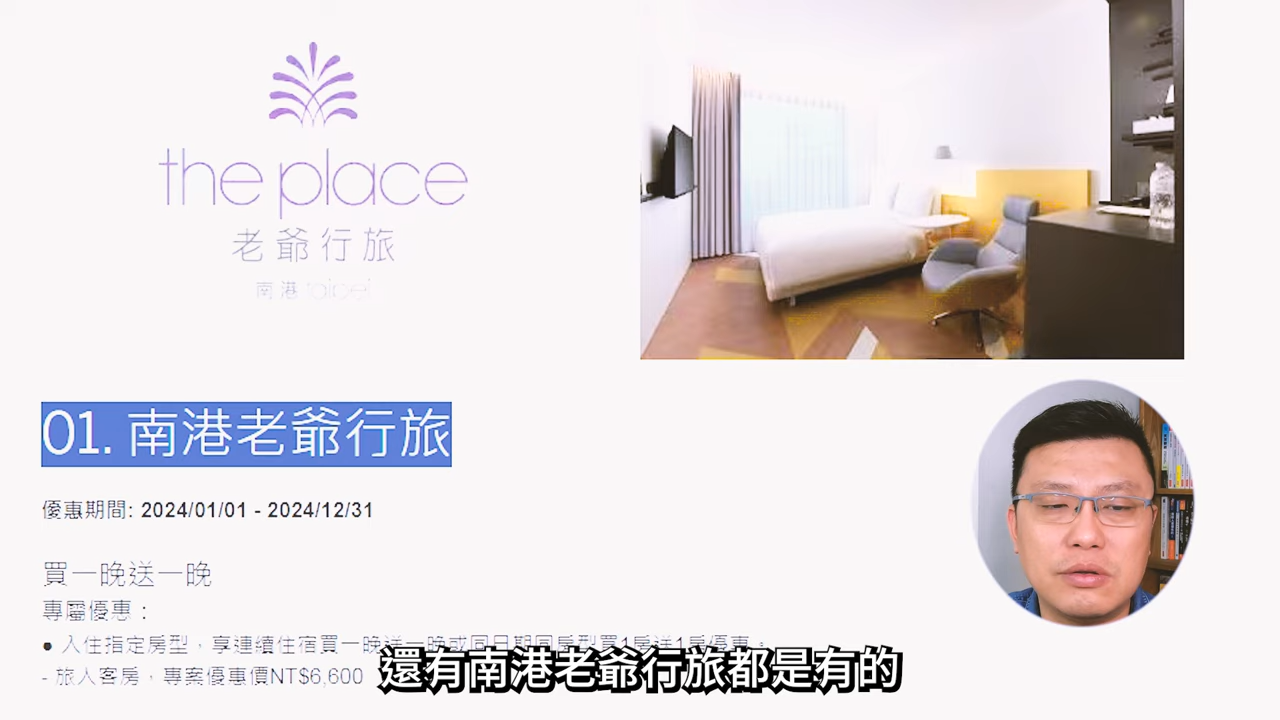 the place
老爺行旅
南港 taipei
01. 南港老爺行旅
優惠期間: 2024/01/01 - 2024/12/31
買一晚送一晚
專屬優惠：
● 入住指定房型，享連續住宿買一晚送一晚或同日期同房型買1房送1房優惠。
- 旅人客房，專案優惠價NT$6,600
還有南港老爺行旅都是有的